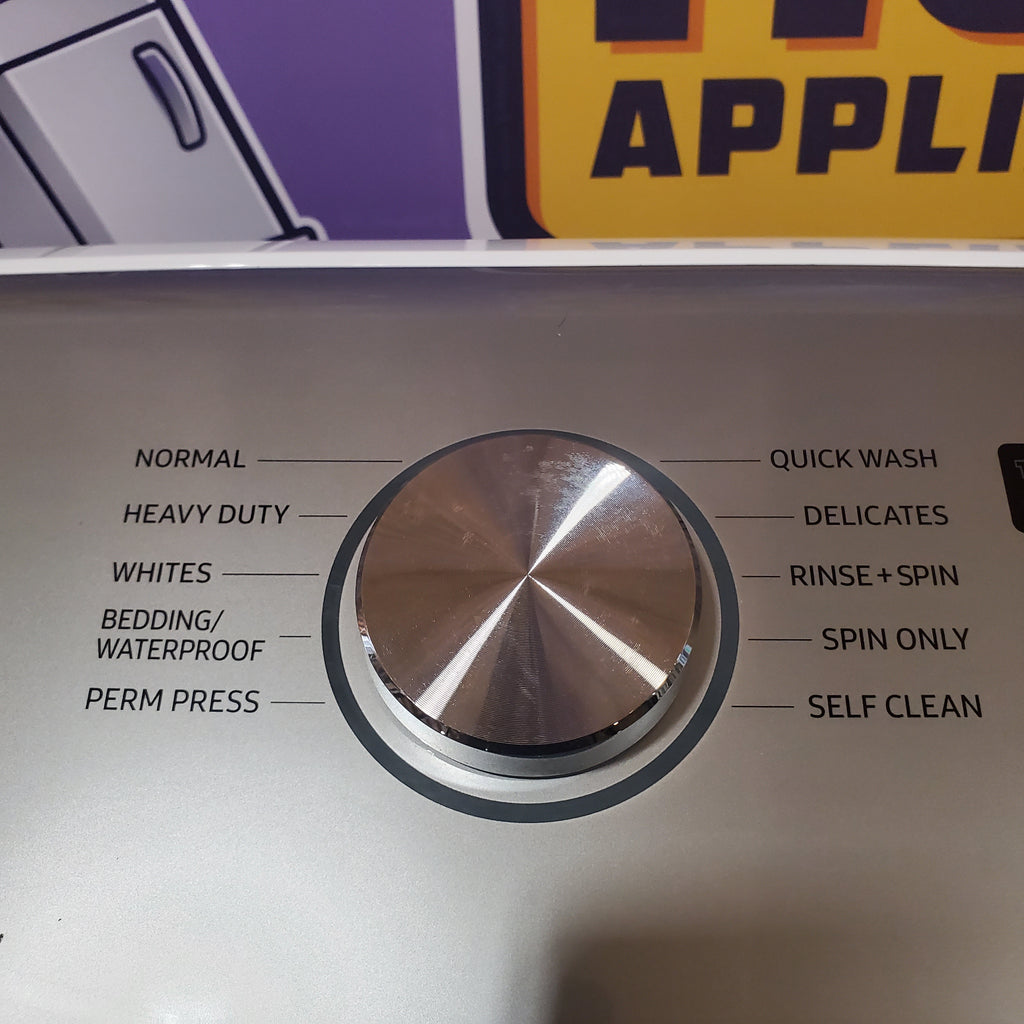 APPLI
NORMAL
HEAVY DUTY
WHITES
BEDDING/
WATERPROOF
PERM PRESS
QUICK WASH
DELICATES
RINSE+SPIN
SPIN ONLY
SELF CLEAN